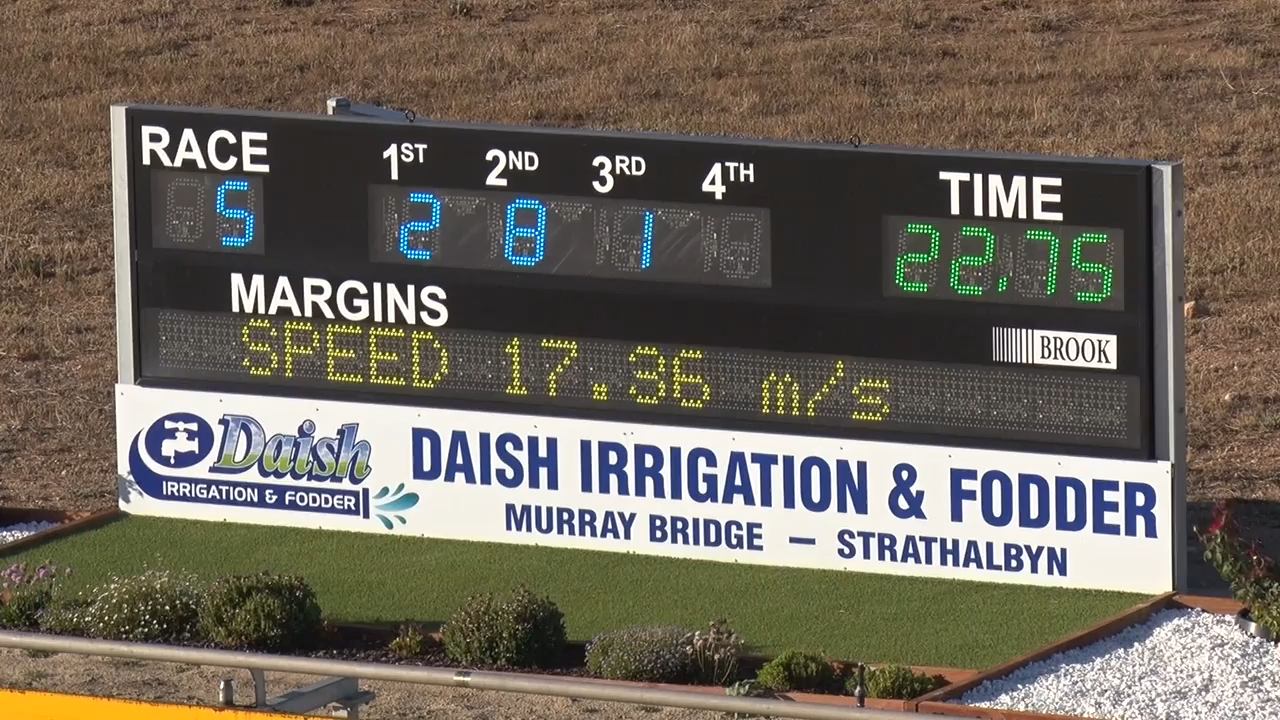 RACE 1ST 2ND 3RD 4TH TIME
5 2 8 1 22.75
MARGINS
BROOK
SPEED 17.36 m/s
Daish
IRRIGATION & FODDER
DAISH IRRIGATION & FODDER
MURRAY BRIDGE – STRATHALBYN